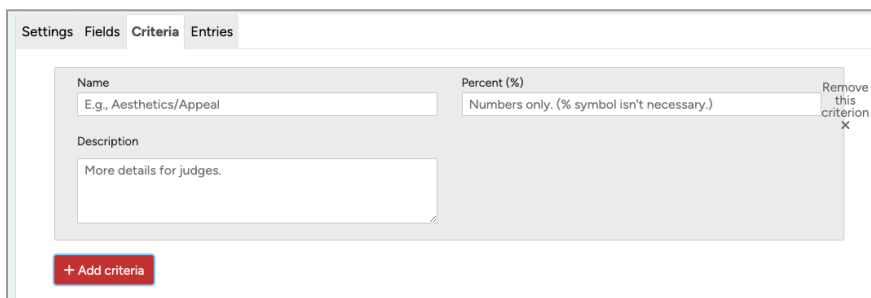 Settings Fields Criteria Entries
Name
E.g., Aesthetics/Appeal
Percent (%)
Numbers only. (% symbol isn't necessary.)
Remove
this
criterion
×
Description
More details for judges.
+ Add criteria